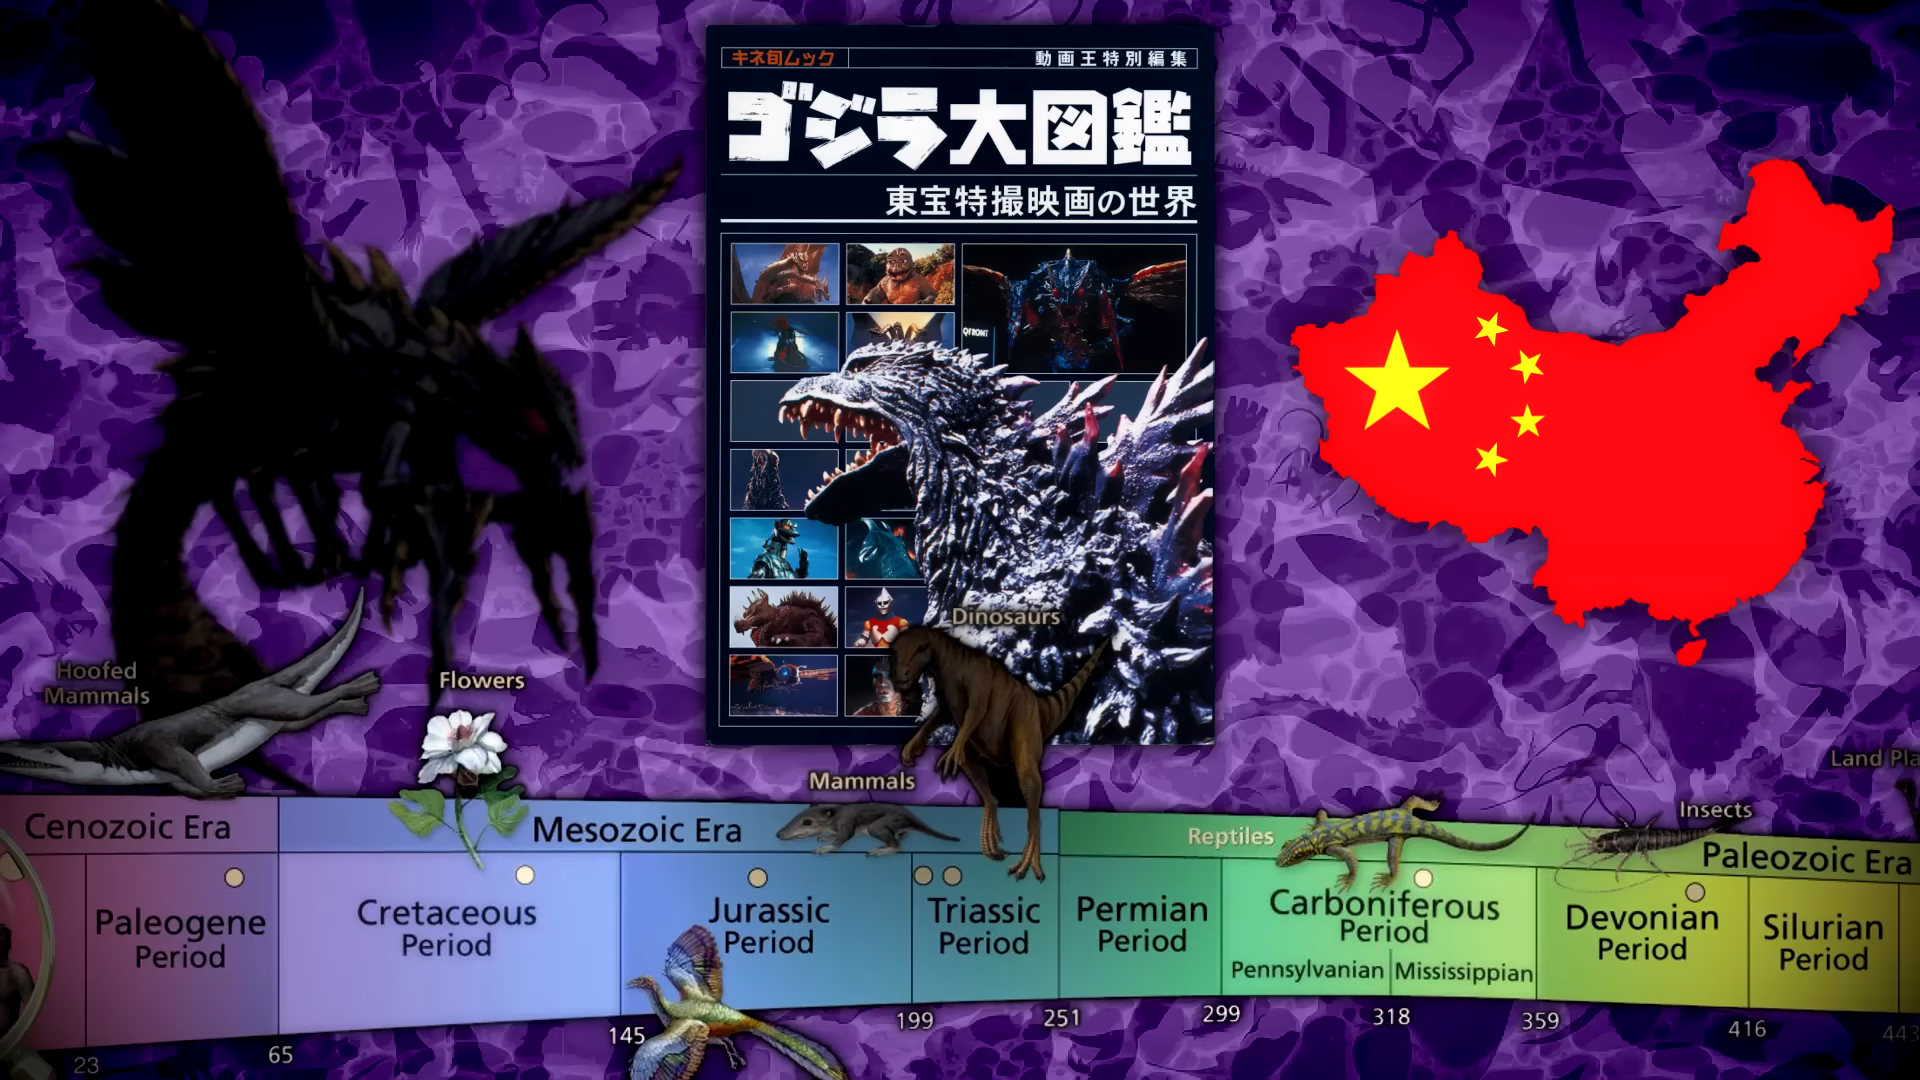 キネ旬ムック
動画王特別編集
ゴジラ大図鑑
東宝特撮映画の世界
QFRONT
Dinosaurs
Hoofed
Mammals
Flowers
Mammals
Land Pla
Insects
Reptiles
Cenozoic Era
Mesozoic Era
Paleozoic Era
Paleogene
Period
Cretaceous
Period
Jurassic
Period
Triassic
Period
Permian
Period
Carboniferous
Period
Pennsylvanian
Mississippian
Devonian
Period
Silurian
Period
23
65
145
199
251
299
318
359
416
443